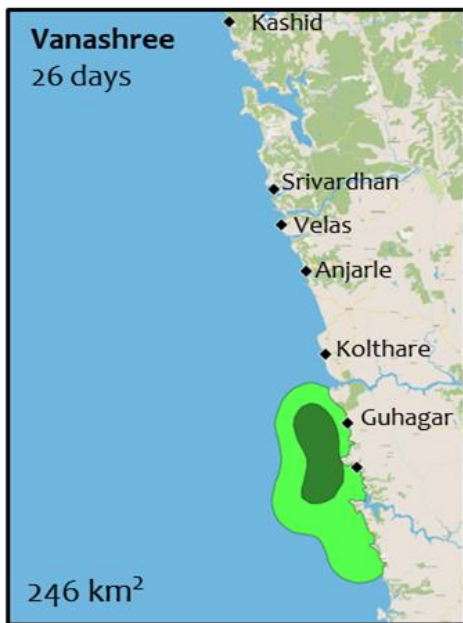 Vanashree
26 days
Kashid
Srivardhan
Velas
Anjarle
Kolthare
Guhagar
246 km²